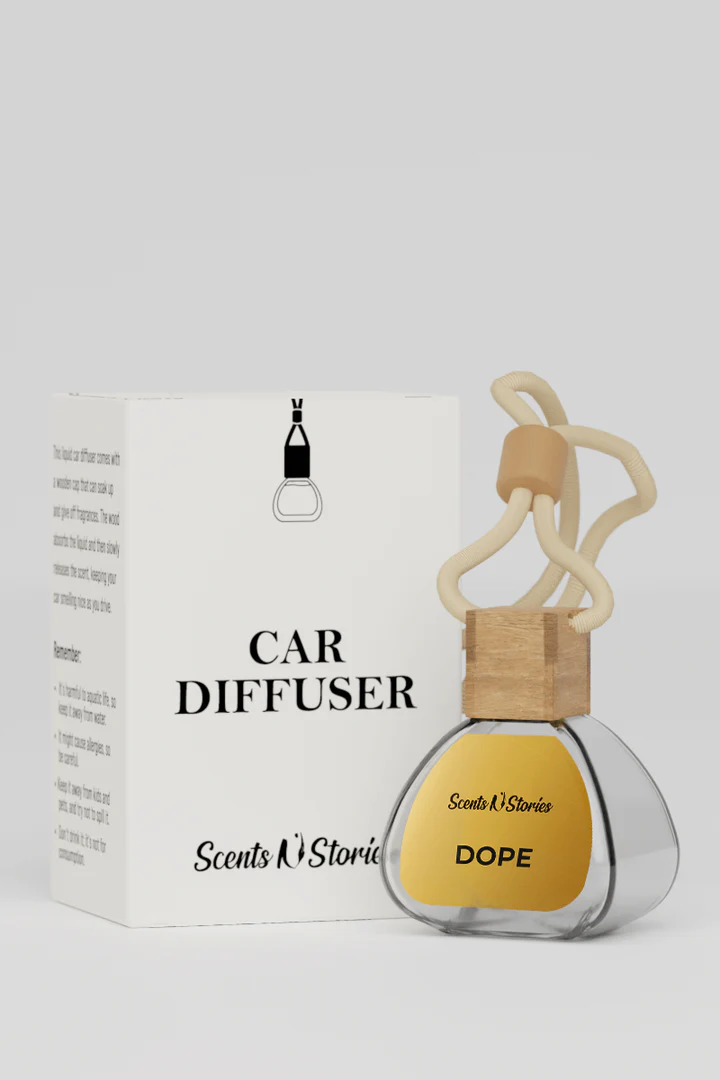 This liquid car diffuser comes with
a wooden cap that can soak up
and give off fragrances. The wood
absorbs the liquid and then slowly
releases the scent, keeping your
car smelling nice as you drive.
Remember:
- It's harmful to aquatic life, so
keep it away from water.
- It might cause allergies, so
be careful.
- Keep it away from kids and
pets, and try not to spill it.
- Don't drink it; it's not for
consumption.
CAR
DIFFUSER
Scents N Storie
Scents N Stories
DOPE